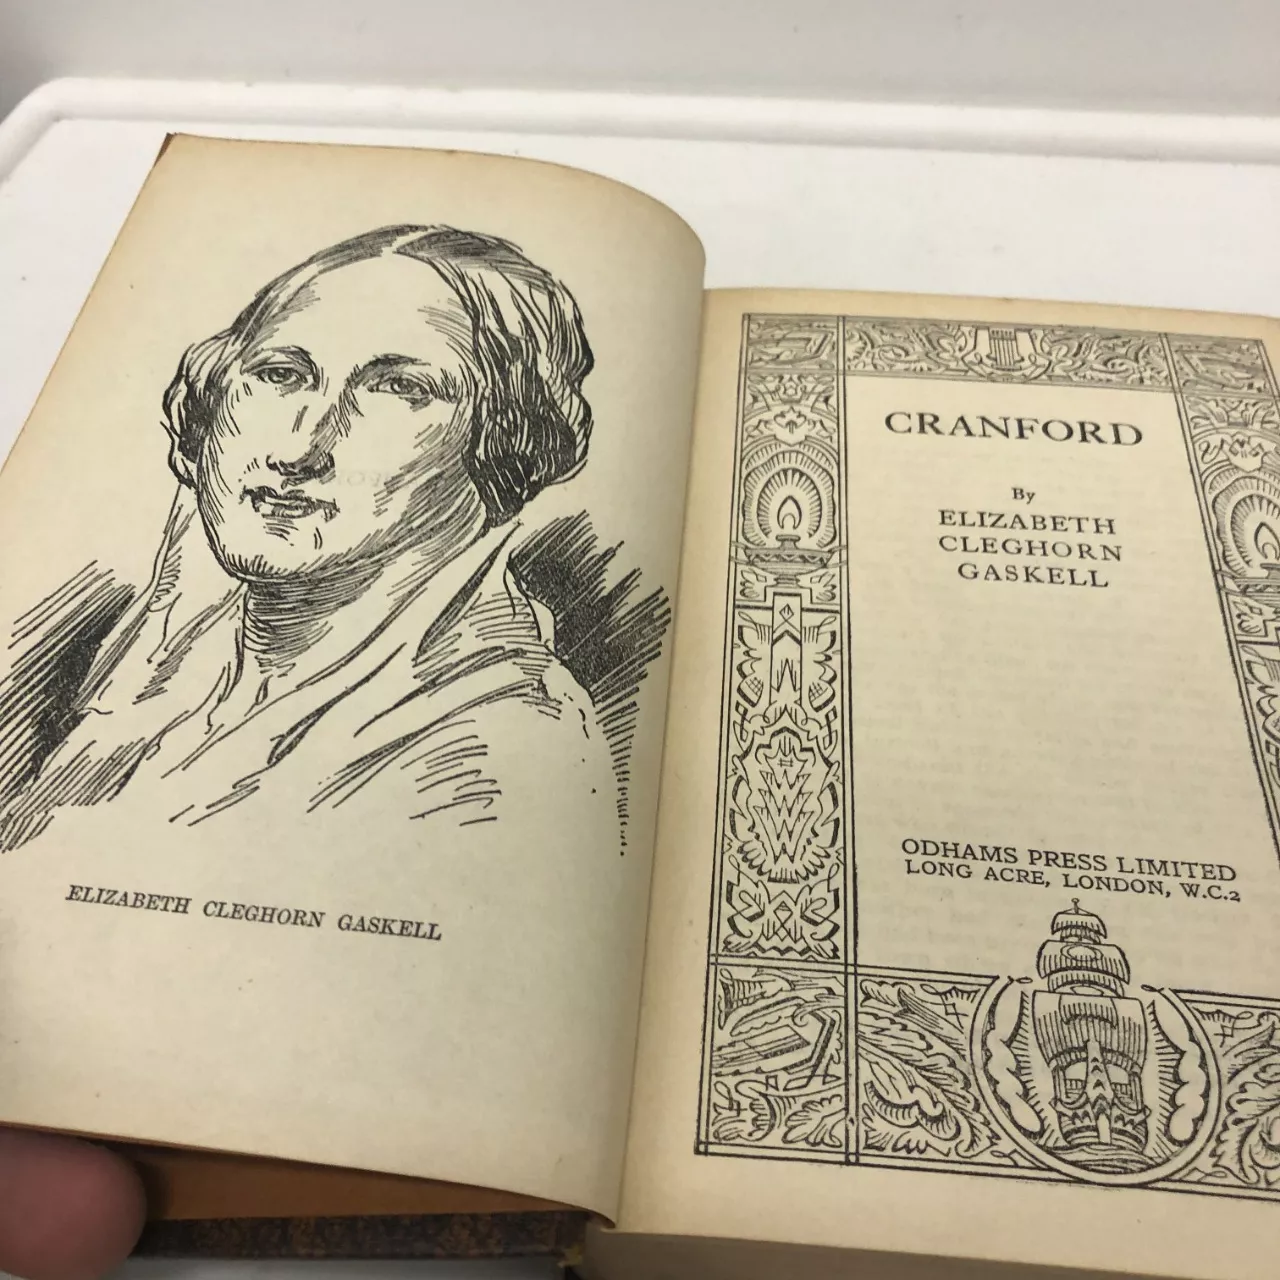 ELIZABETH CLEGHORN GASKELL
CRANFORD
By
ELIZABETH
CLEGHORN
GASKELL
ODHAMS PRESS LIMITED
LONG ACRE, LONDON, W.C.2